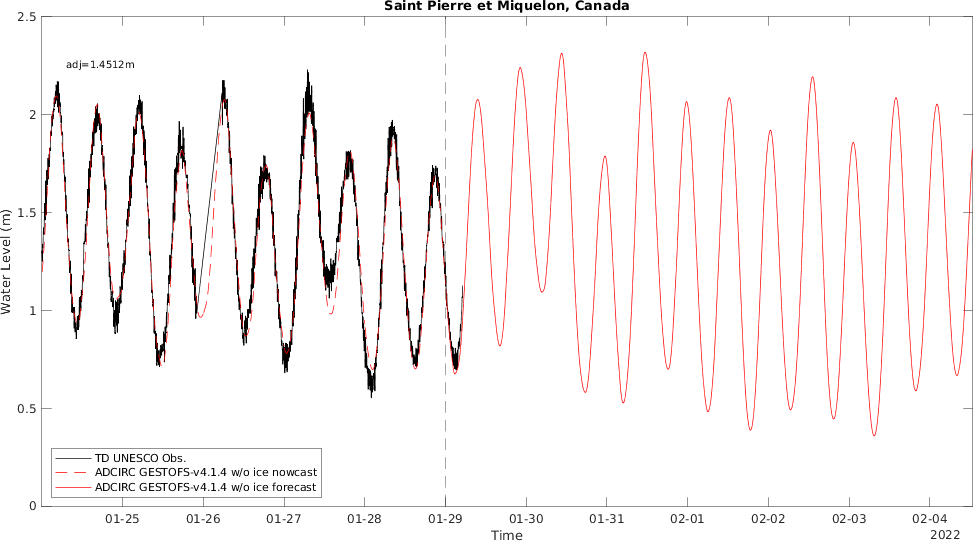 Saint Pierre et Miquelon, Canada
2.5
adj=1.4512m
2
1.5
Water Level (m)
1
0.5
TD UNESCO Obs.
ADCIRC GESTOFS-v4.1.4 w/o ice nowcast
ADCIRC GESTOFS-v4.1.4 w/o ice forecast
0
01-25 01-26 01-27 01-28 01-29 01-30 01-31 02-01 02-02 02-03 02-04
Time 2022